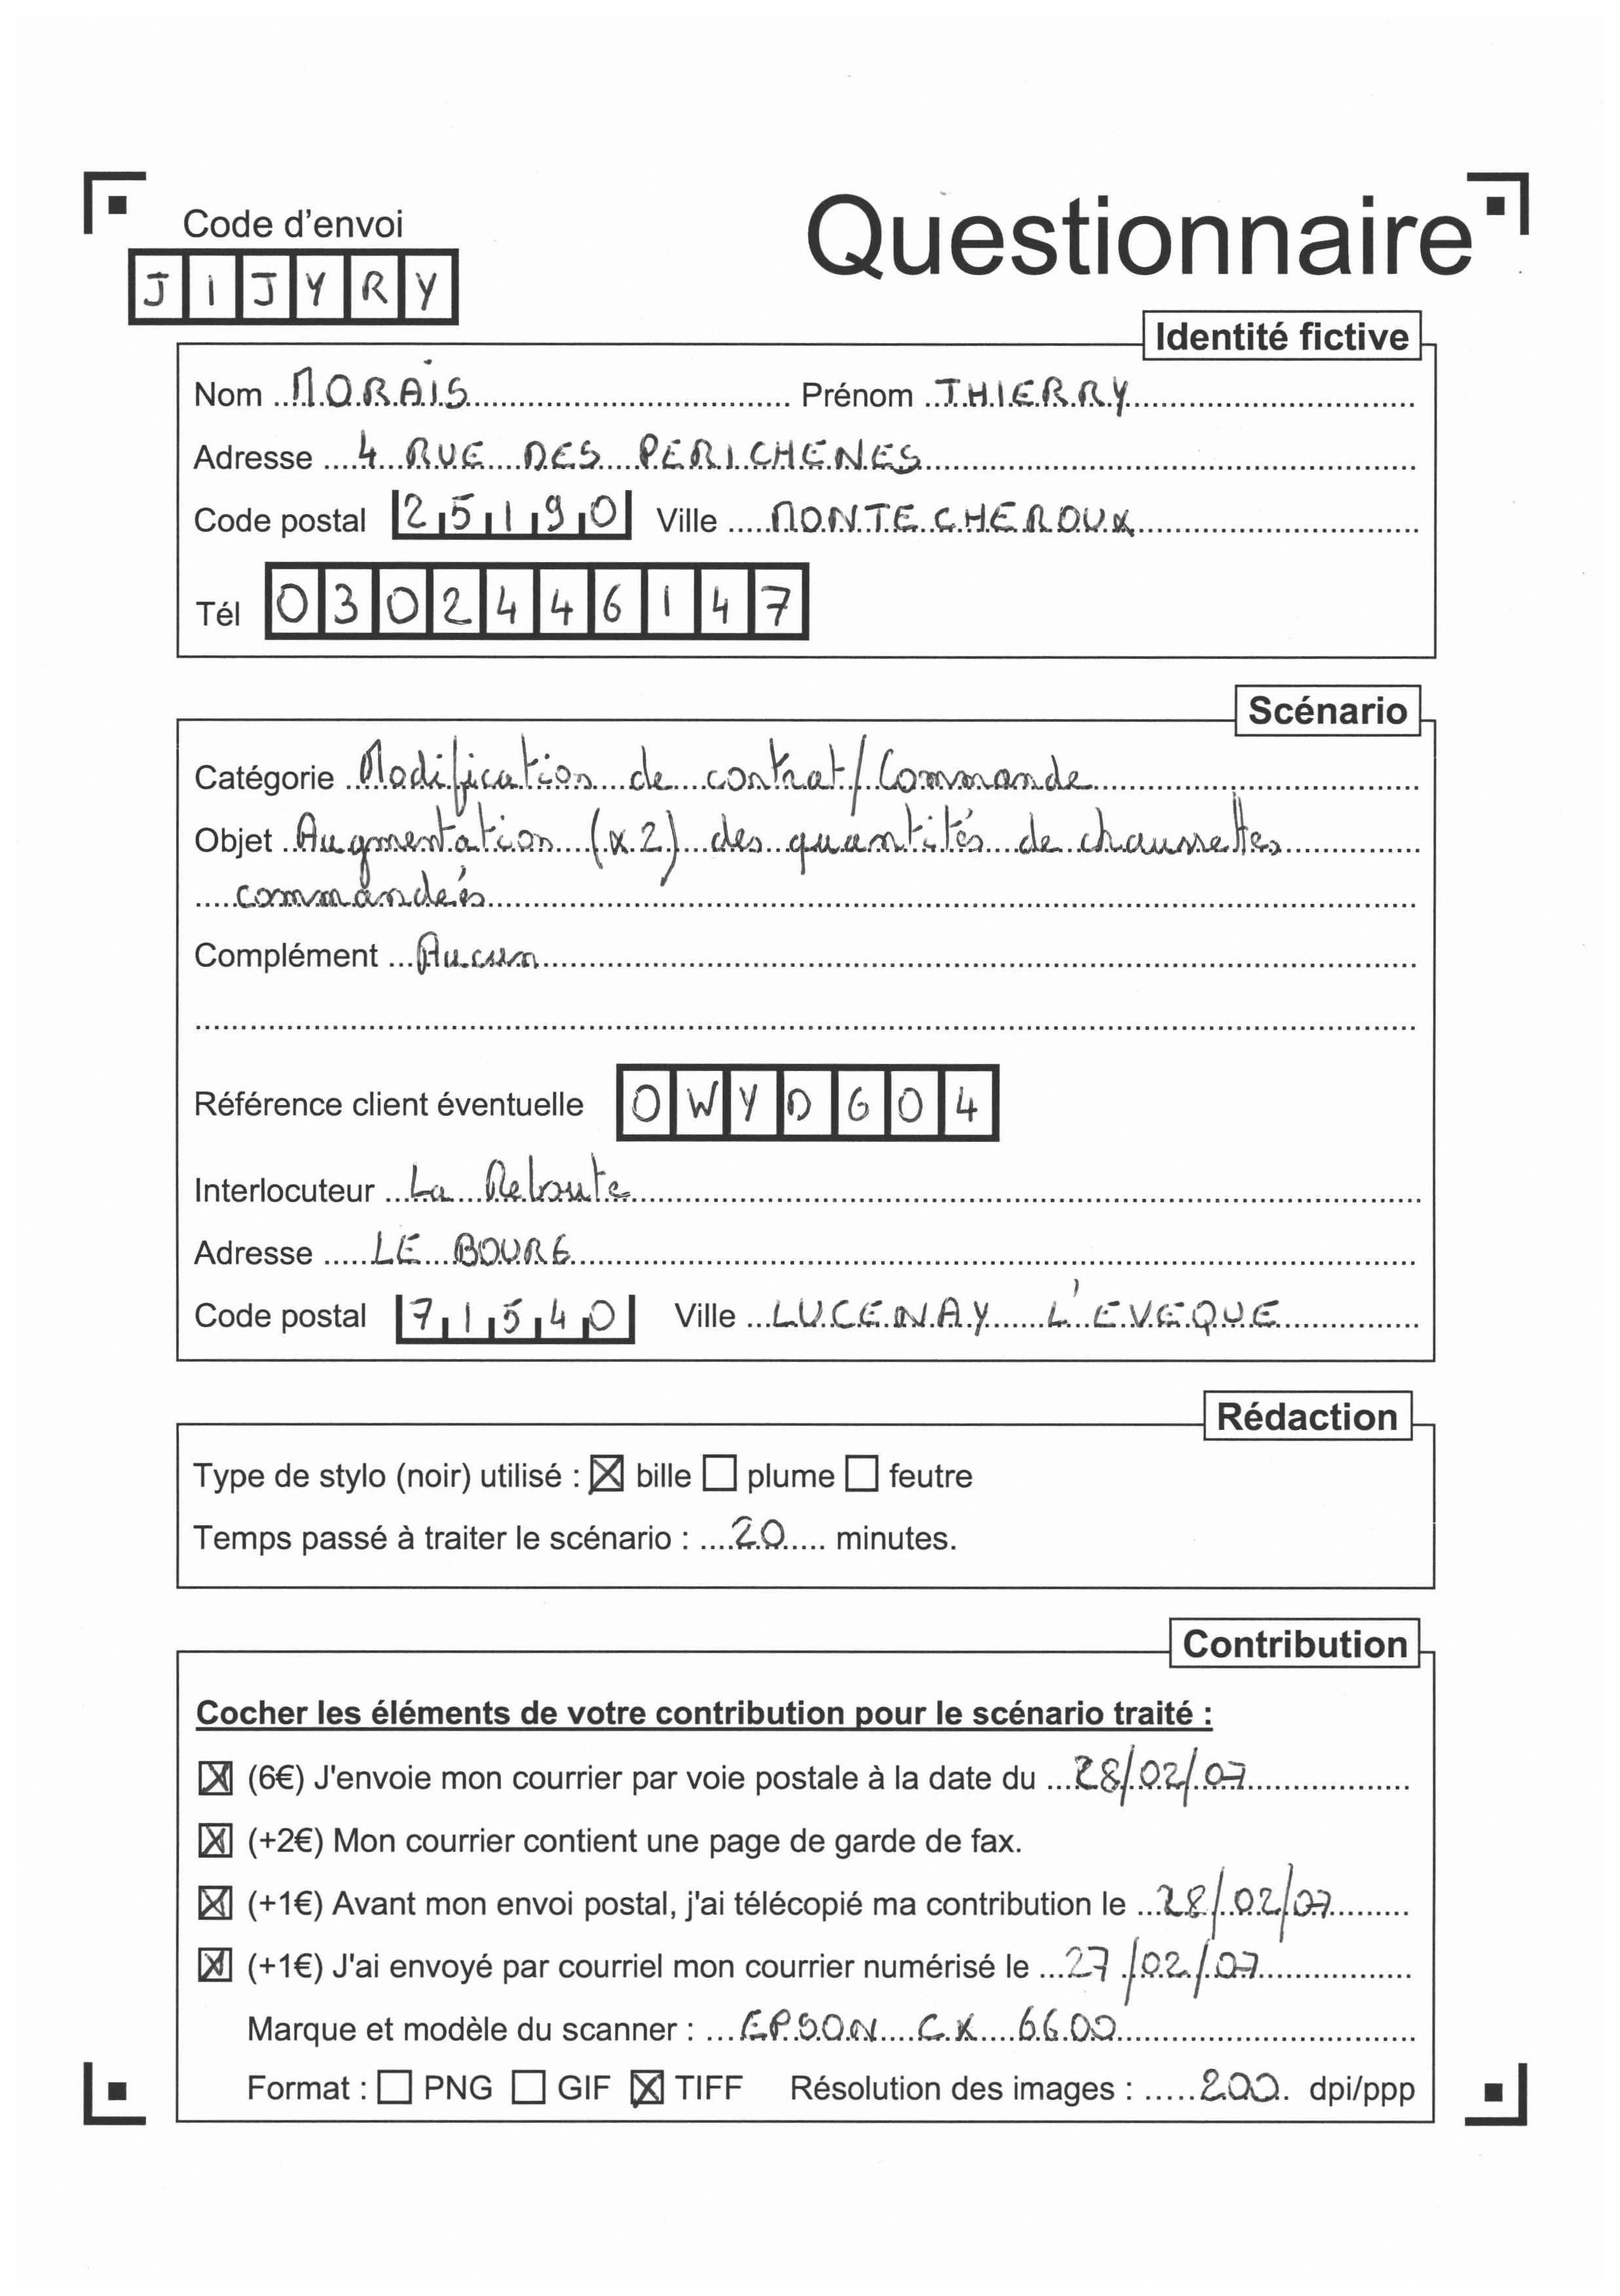 Code d'envoi
Questionnaire
JIJYRY
Identité fictive
Nom MORAIS Prénom THIERRY
Adresse 4 RUE DES PERICHENES
Code postal 25190 Ville MONTECHEROUX
Tél 0302446147
Scénario
Catégorie Modification de contrat/Commande
Objet Augmentation (x2) des quantités de chaussettes
commandées
Complément Aucun
Référence client éventuelle OWYDG04
Interlocuteur La Reboute
Adresse LE BOURG
Code postal 71540 Ville LUCENAY L'EVEQUE
Rédaction
Type de stylo (noir) utilisé : ☒ bille ☐ plume ☐ feutre
Temps passé à traiter le scénario : 20 minutes.
Contribution
Cocher les éléments de votre contribution pour le scénario traité :
☒ (6€) J'envoie mon courrier par voie postale à la date du 28/02/07
☒ (+2€) Mon courrier contient une page de garde de fax.
☒ (+1€) Avant mon envoi postal, j'ai télécopié ma contribution le 28/02/07
☒ (+1€) J'ai envoyé par courriel mon courrier numérisé le 27/02/07
Marque et modèle du scanner : EPSON CX 6600
Format : ☐ PNG ☐ GIF ☒ TIFF Résolution des images : 200 dpi/ppp